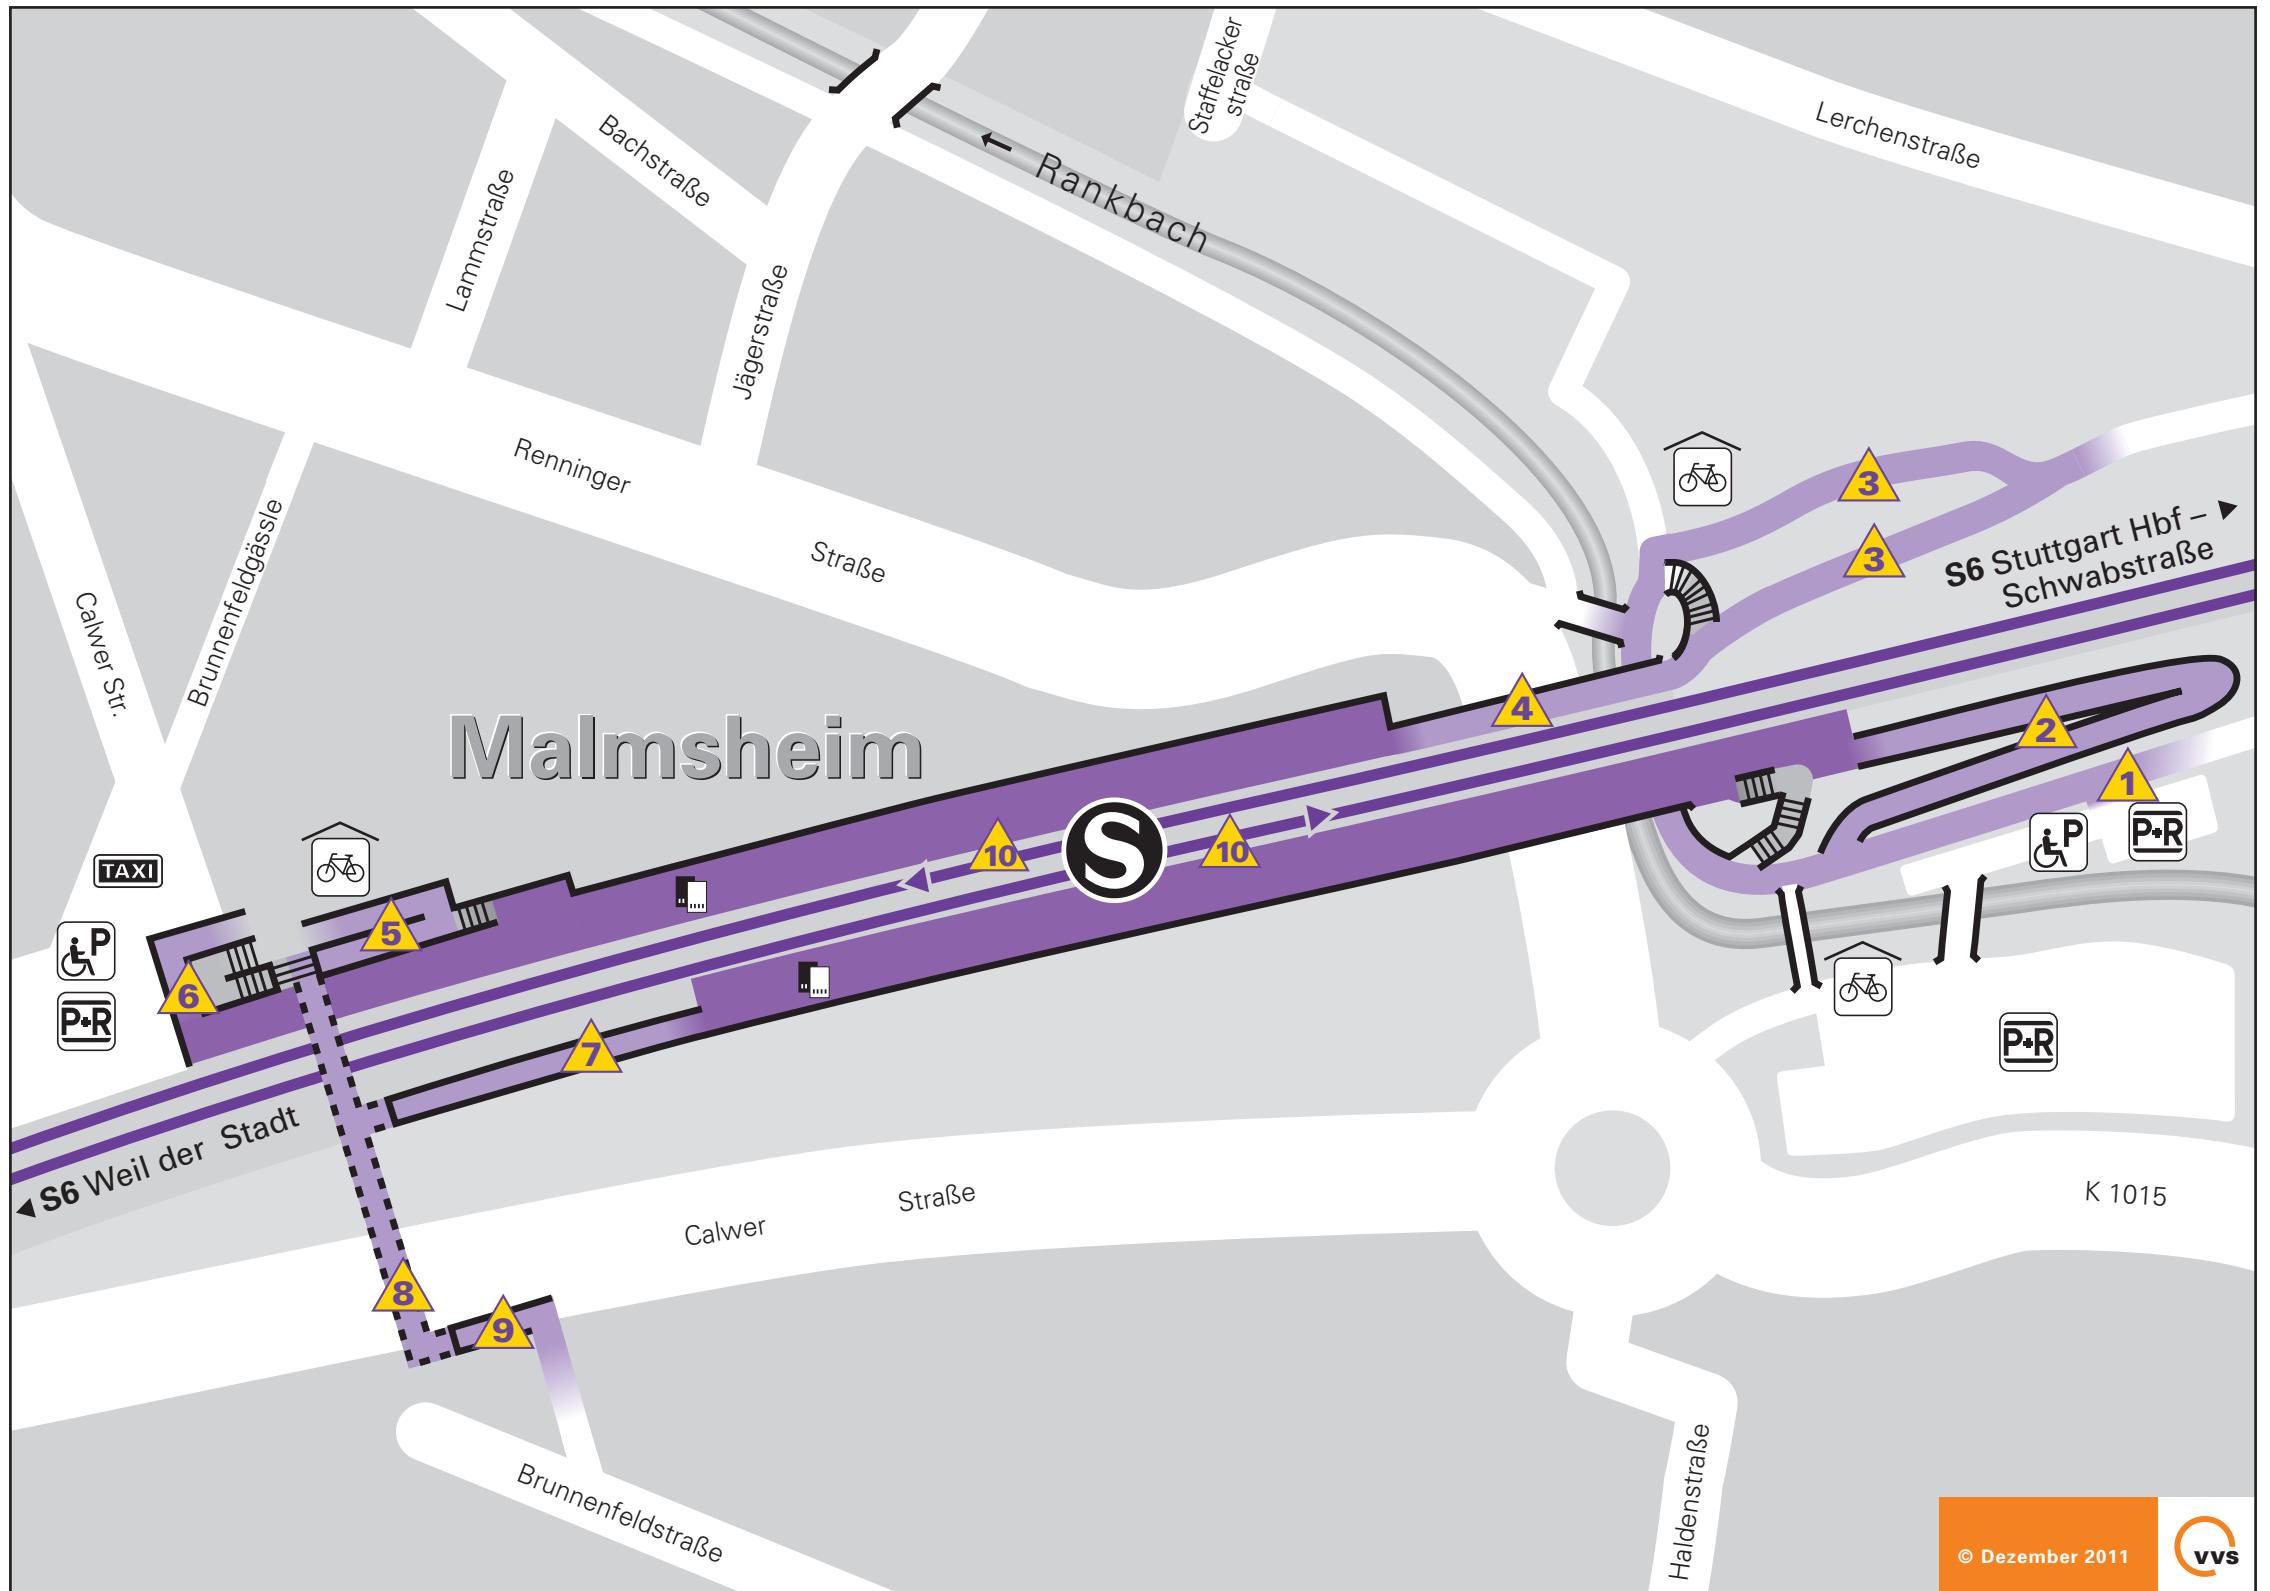 Staffelacker
straße
Lerchenstraße
Bachstraße
Rankbach
Lammstraße
Jägerstraße
Renninger
Straße
3
3
Brunnenfeldgässle
Calwer Str.
S6 Stuttgart Hbf –
Schwabstraße
Malmsheim
4
2
1
P
P+R
10
S
10
TAXI
5
P
6
P+R
7
P+R
S6 Weil der Stadt
Calwer
Straße
K 1015
8
9
Brunnenfeldstraße
Haldenstraße
© Dezember 2011
vvs